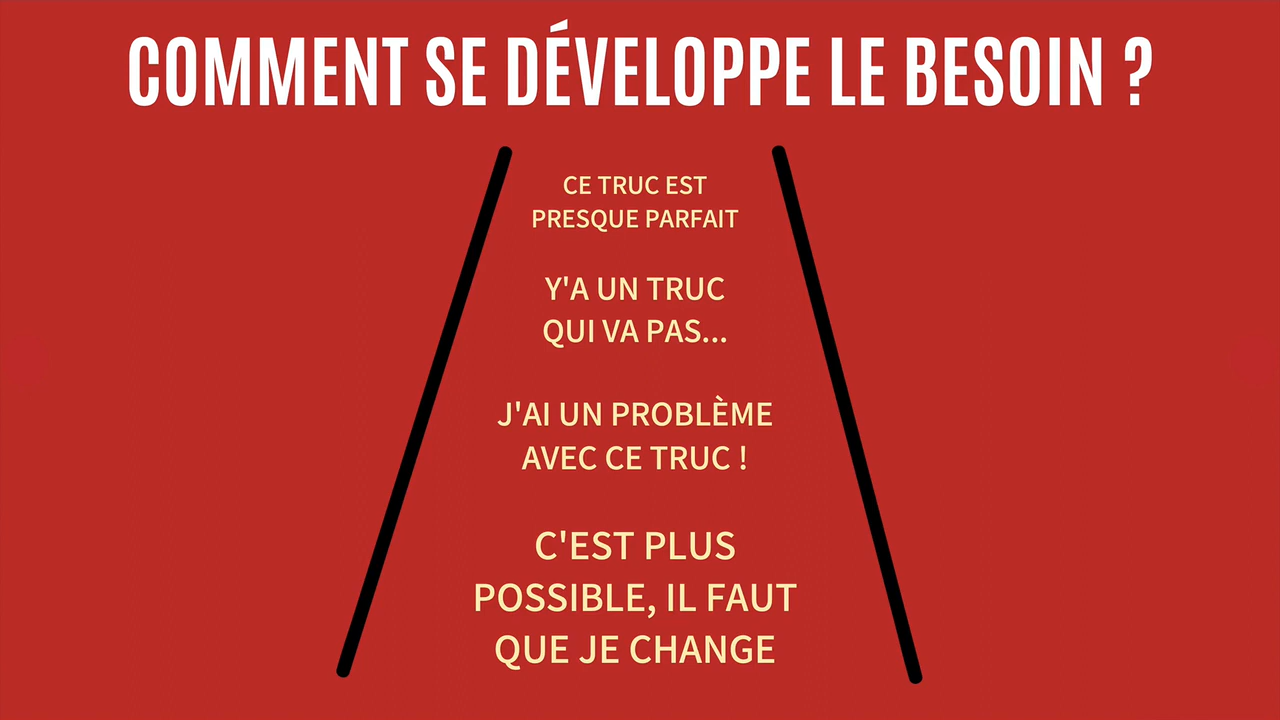 COMMENT SE DÉVELOPPE LE BESOIN ?
CE TRUC EST
PRESQUE PARFAIT
Y'A UN TRUC
QUI VA PAS...
J'AI UN PROBLÈME
AVEC CE TRUC !
C'EST PLUS
POSSIBLE, IL FAUT
QUE JE CHANGE